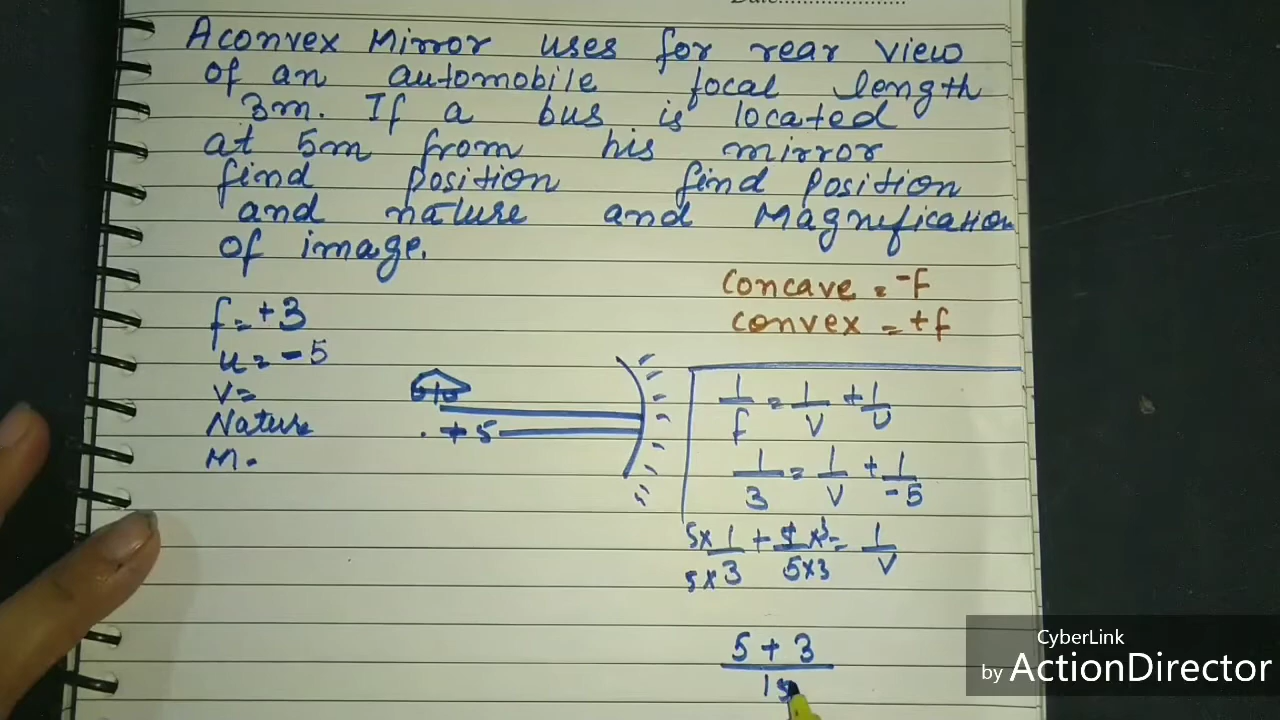 Date....................
A convex Mirror uses for rear view
of an automobile focal length
3m. If a bus is located
at 5m from his mirror
find position find position
and nature and Magnification
of image.
Concave = -f
convex = +f
f = +3
u = -5
v =
Nature
M =
+ 5
1/f = 1/v + 1/u
1/3 = 1/v + 1/-5
5x1/5x3 + 1x3/5x3 = 1/v
5 + 3
15
CyberLink
by ActionDirector